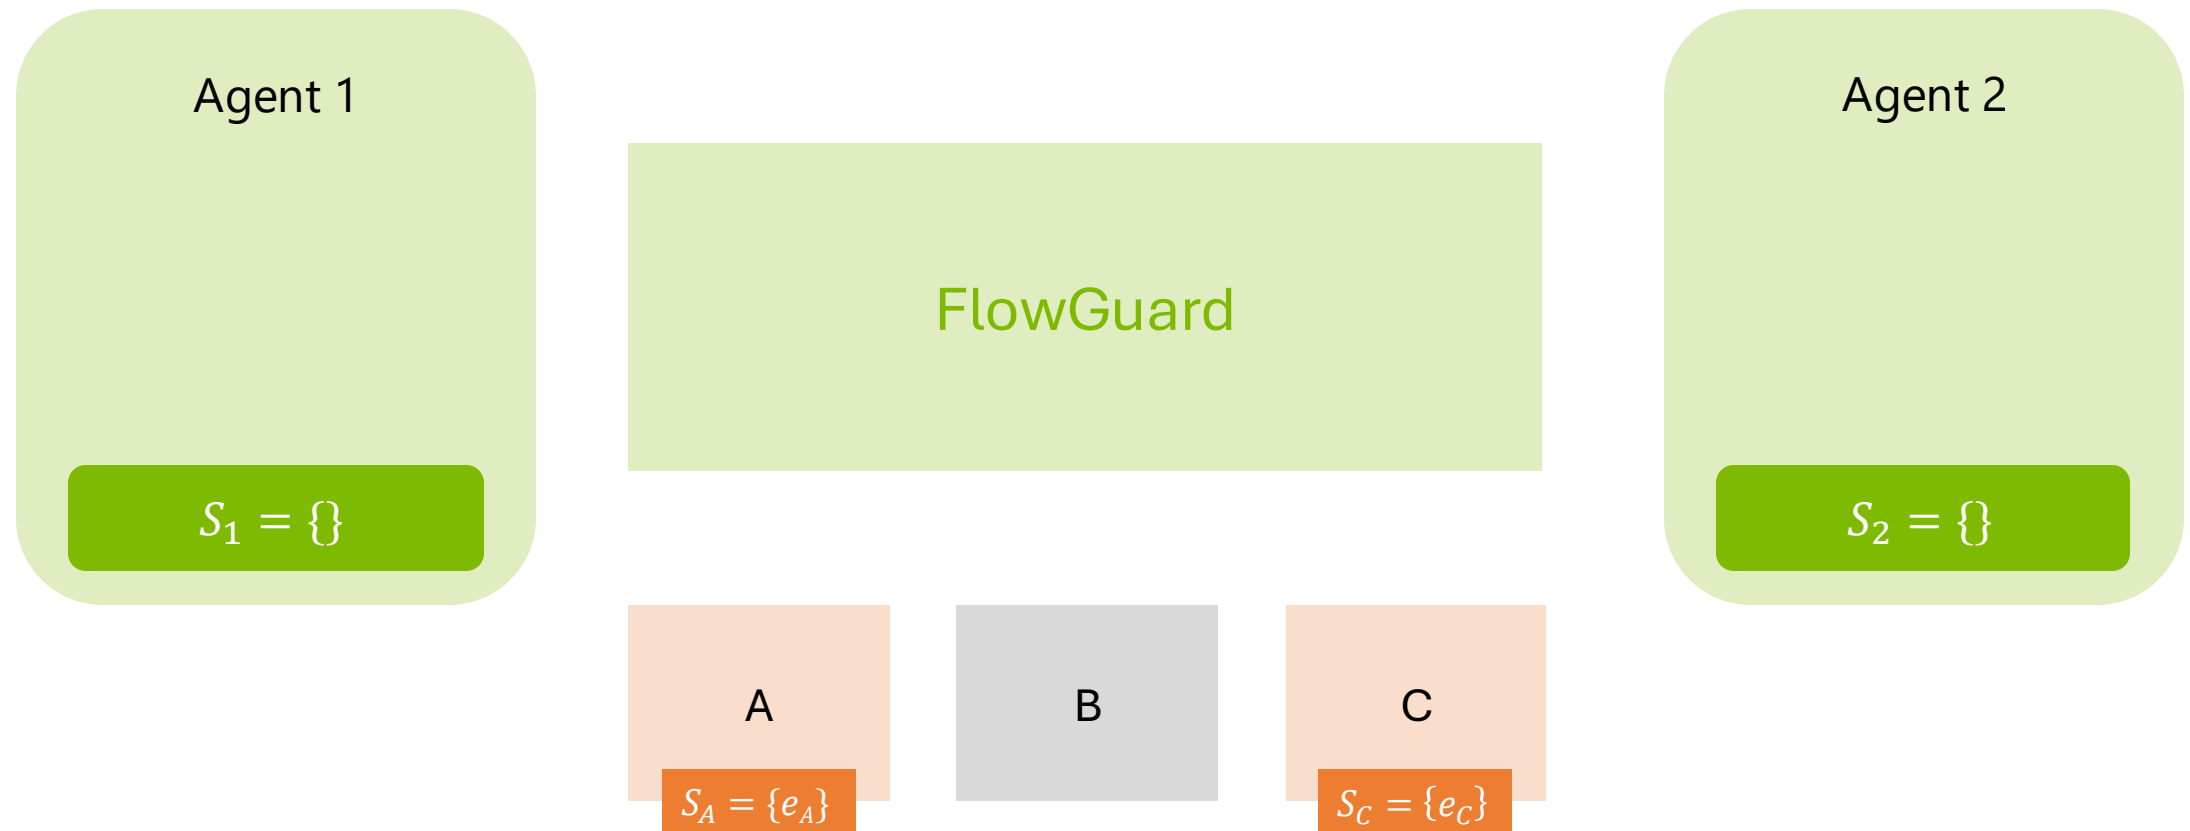 Agent 1
Agent 2
FlowGuard
S₁ = {}
S₂ = {}
A
B
C
S_A = {e_A}
S_C = {e_C}